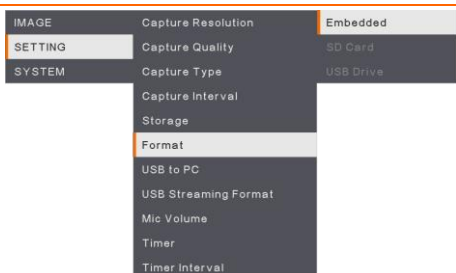 IMAGE
SETTING
SYSTEM
Capture Resolution
Capture Quality
Capture Type
Capture Interval
Storage
Format
USB to PC
USB Streaming Format
Mic Volume
Timer
Timer Interval
Embedded
SD Card
USB Drive